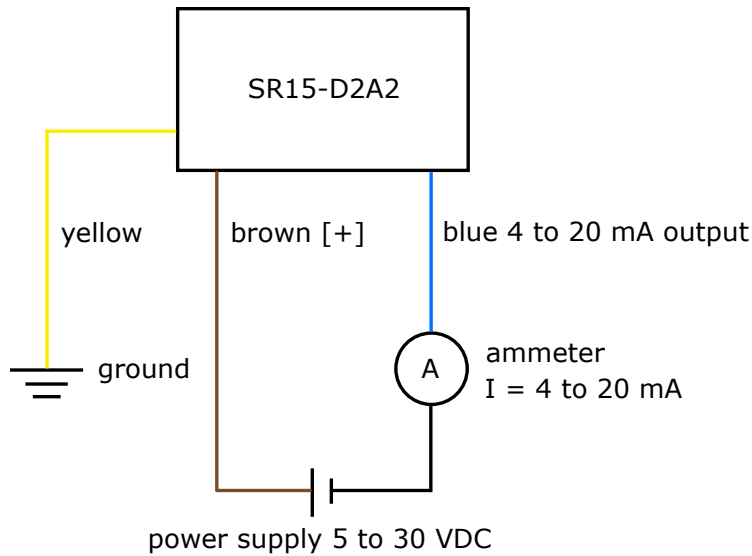 SR15-D2A2
yellow
brown [+]
blue 4 to 20 mA output
ground
A
ammeter
I = 4 to 20 mA
power supply 5 to 30 VDC